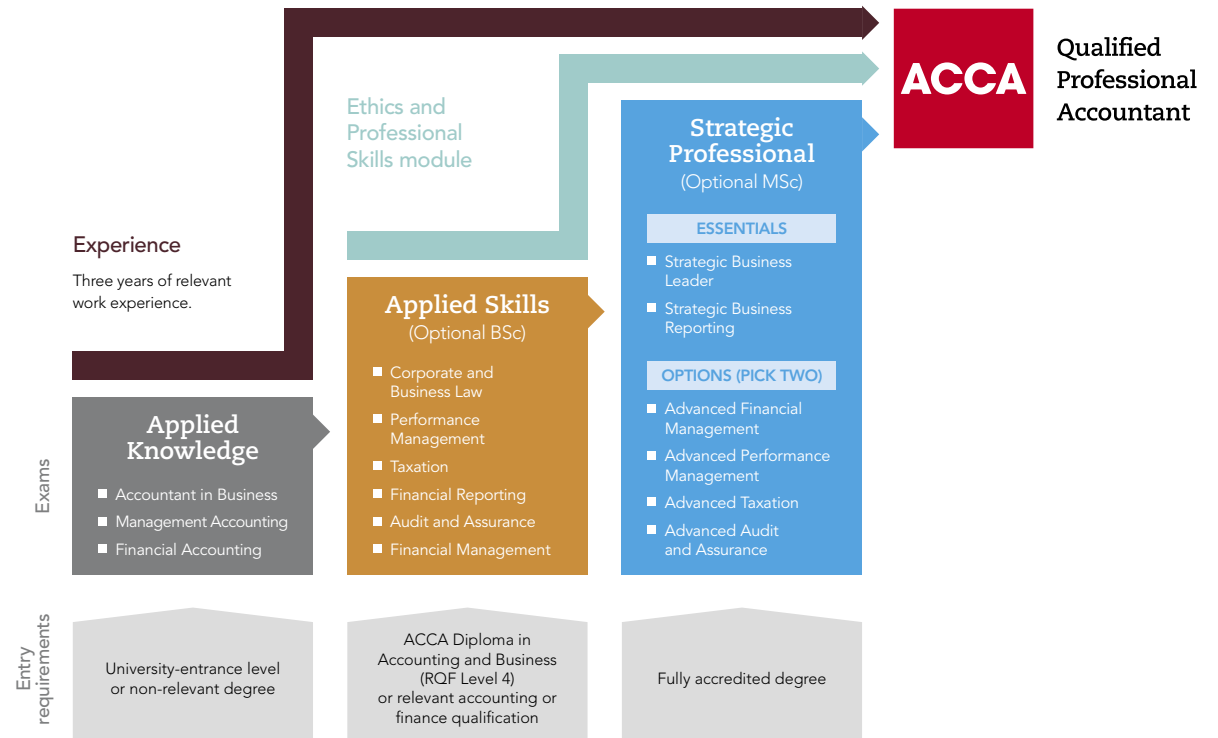 ACCA
Qualified
Professional
Accountant
Ethics and
Professional
Skills module
Experience
Three years of relevant
work experience.
Exams
Applied
Knowledge
Accountant in Business
Management Accounting
Financial Accounting
Applied Skills
(Optional BSc)
Corporate and
Business Law
Performance
Management
Taxation
Financial Reporting
Audit and Assurance
Financial Management
Strategic
Professional
(Optional MSc)
ESSENTIALS
Strategic Business
Leader
Strategic Business
Reporting
OPTIONS (PICK TWO)
Advanced Financial
Management
Advanced Performance
Management
Advanced Taxation
Advanced Audit
and Assurance
Entry
requirements
University-entrance level
or non-relevant degree
ACCA Diploma in
Accounting and Business
(RQF Level 4)
or relevant accounting or
finance qualification
Fully accredited degree